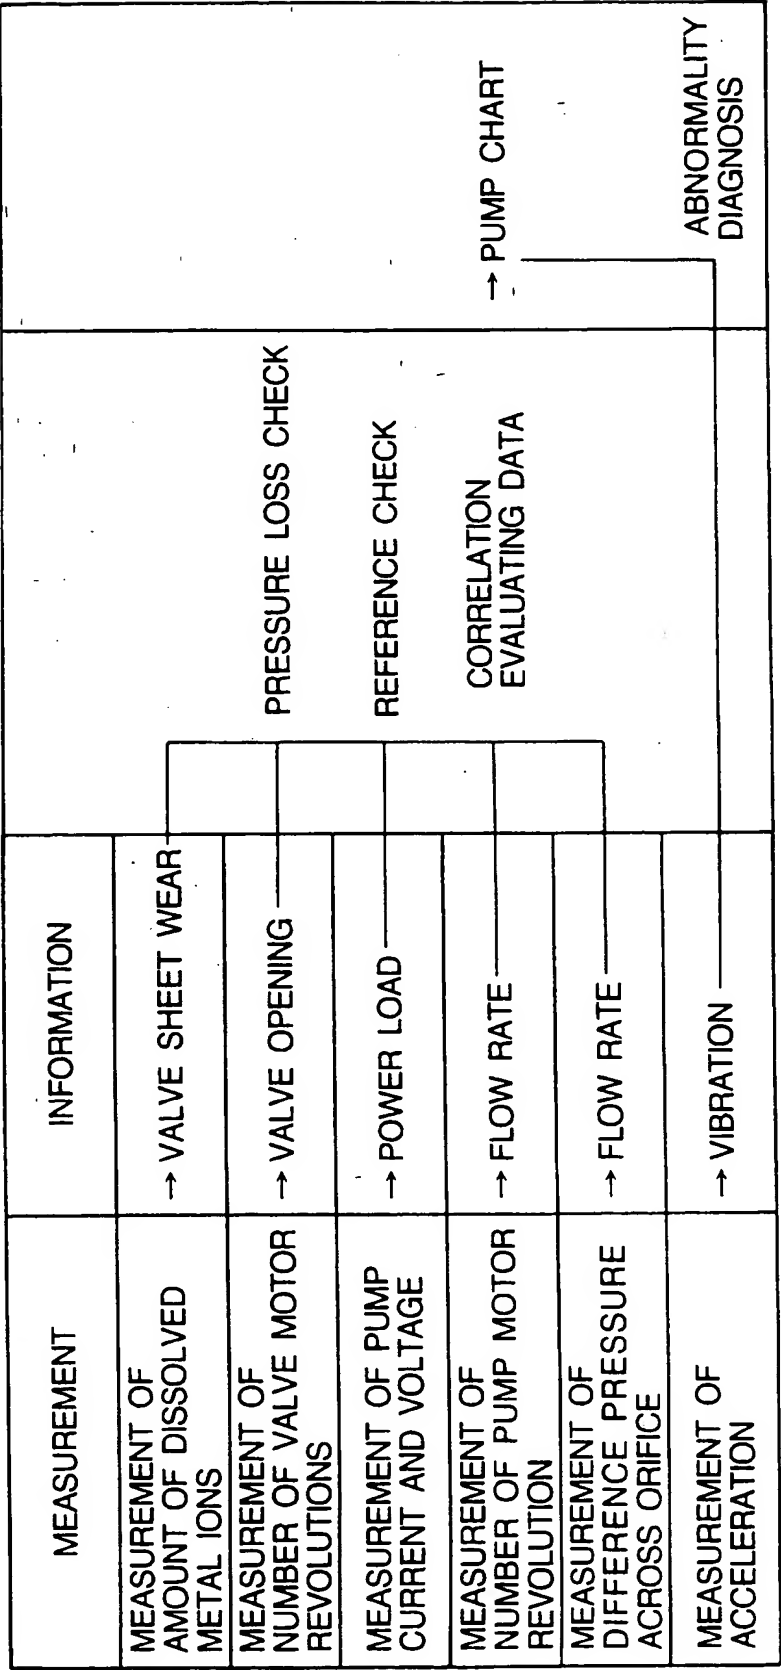 MEASUREMENT
INFORMATION
MEASUREMENT OF
AMOUNT OF DISSOLVED
METAL IONS
→ VALVE SHEET WEAR
MEASUREMENT OF
NUMBER OF VALVE MOTOR
REVOLUTIONS
→ VALVE OPENING
PRESSURE LOSS CHECK
MEASUREMENT OF PUMP
CURRENT AND VOLTAGE
→ POWER LOAD
REFERENCE CHECK
MEASUREMENT OF
NUMBER OF PUMP MOTOR
REVOLUTION
→ FLOW RATE
CORRELATION
EVALUATING DATA
→ PUMP CHART
MEASUREMENT OF
DIFFERENCE PRESSURE
ACROSS ORIFICE
→ FLOW RATE
MEASUREMENT OF
ACCELERATION
→ VIBRATION
ABNORMALITY
DIAGNOSIS